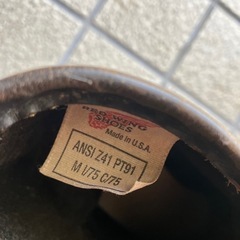 RED WING
SHOES
Made in U.S.A.
ANSI Z41 PT91
M I/75 C/75